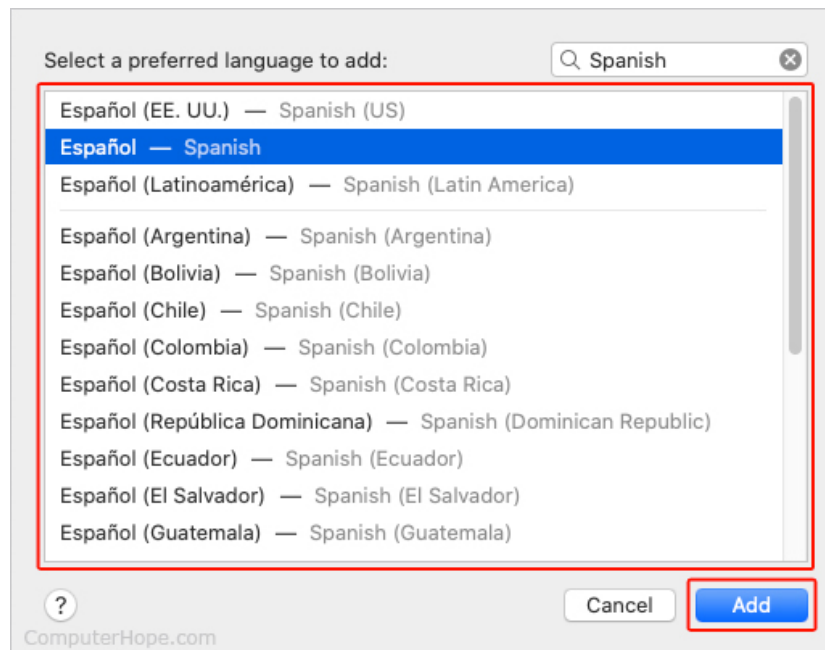 Select a preferred language to add: Spanish
Español (EE. UU.) — Spanish (US)
Español — Spanish
Español (Latinoamérica) — Spanish (Latin America)
Español (Argentina) — Spanish (Argentina)
Español (Bolivia) — Spanish (Bolivia)
Español (Chile) — Spanish (Chile)
Español (Colombia) — Spanish (Colombia)
Español (Costa Rica) — Spanish (Costa Rica)
Español (República Dominicana) — Spanish (Dominican Republic)
Español (Ecuador) — Spanish (Ecuador)
Español (El Salvador) — Spanish (El Salvador)
Español (Guatemala) — Spanish (Guatemala)
? Cancel Add
ComputerHope.com